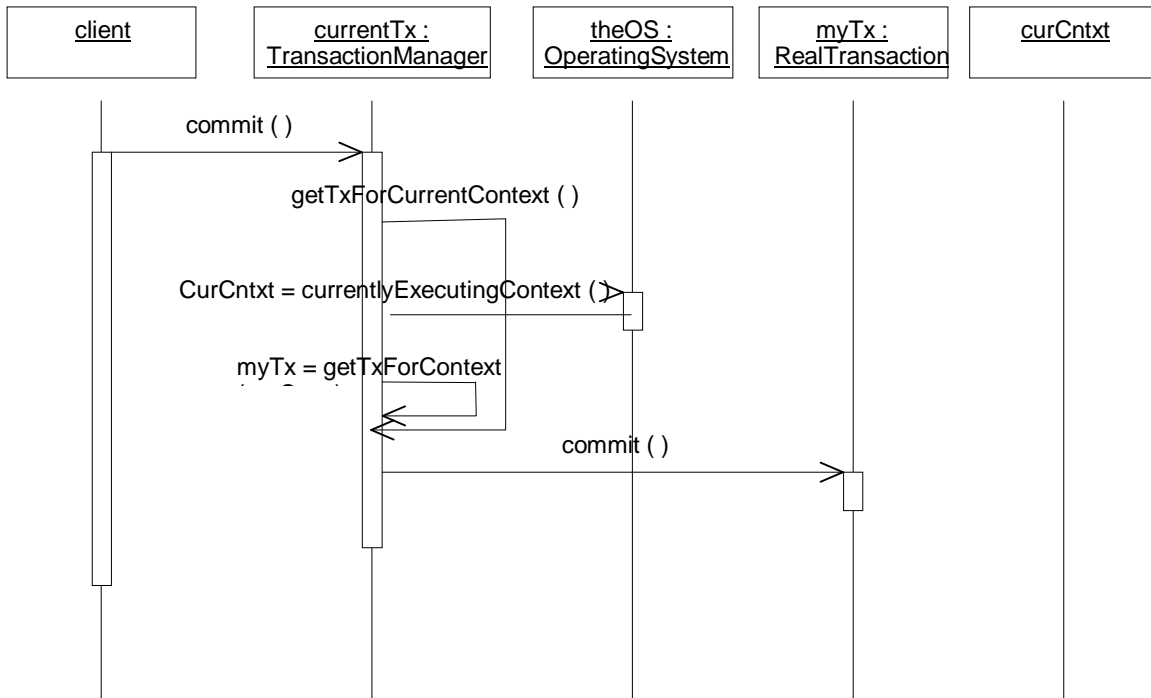 client
currentTx :
TransactionManager
theOS :
OperatingSystem
myTx :
RealTransaction
curCntxt
commit ( )
getTxForCurrentContext ( )
CurCntxt = currentlyExecutingContext ( )
myTx = getTxForContext
commit ( )